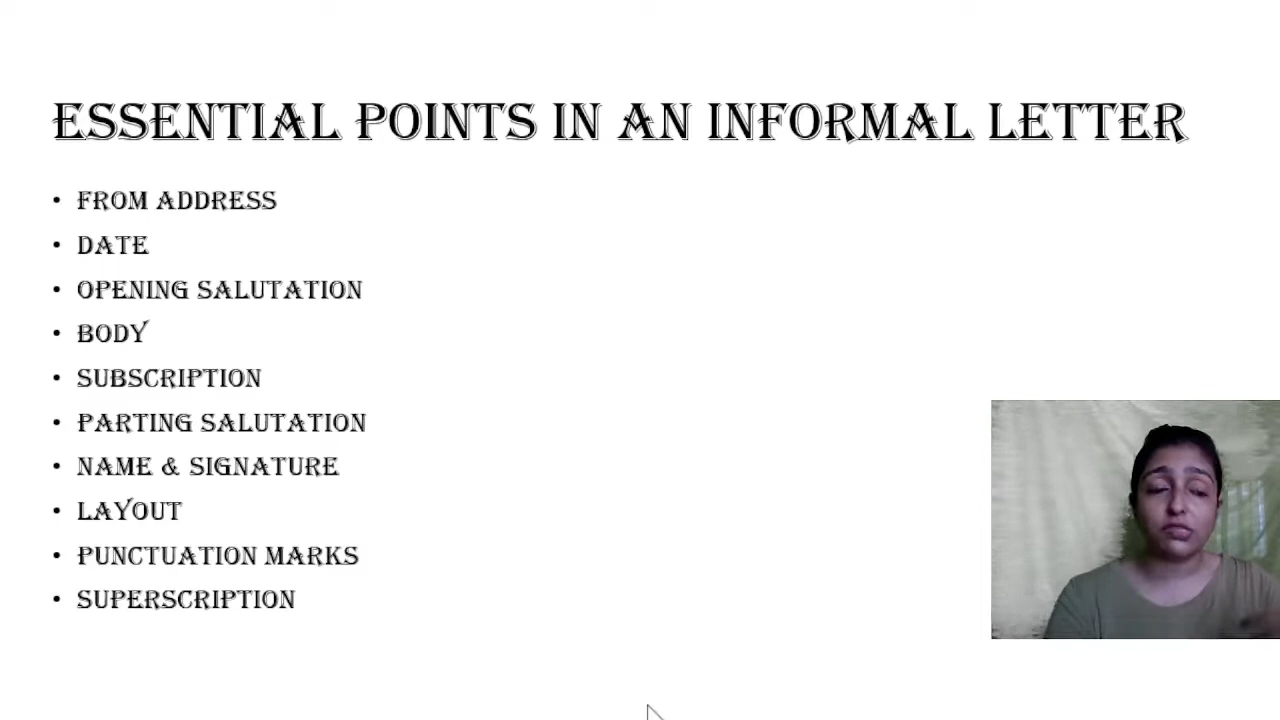 ESSENTIAL POINTS IN AN INFORMAL LETTER
• FROM ADDRESS
• DATE
• OPENING SALUTATION
• BODY
• SUBSCRIPTION
• PARTING SALUTATION
• NAME & SIGNATURE
• LAYOUT
• PUNCTUATION MARKS
• SUPERSCRIPTION